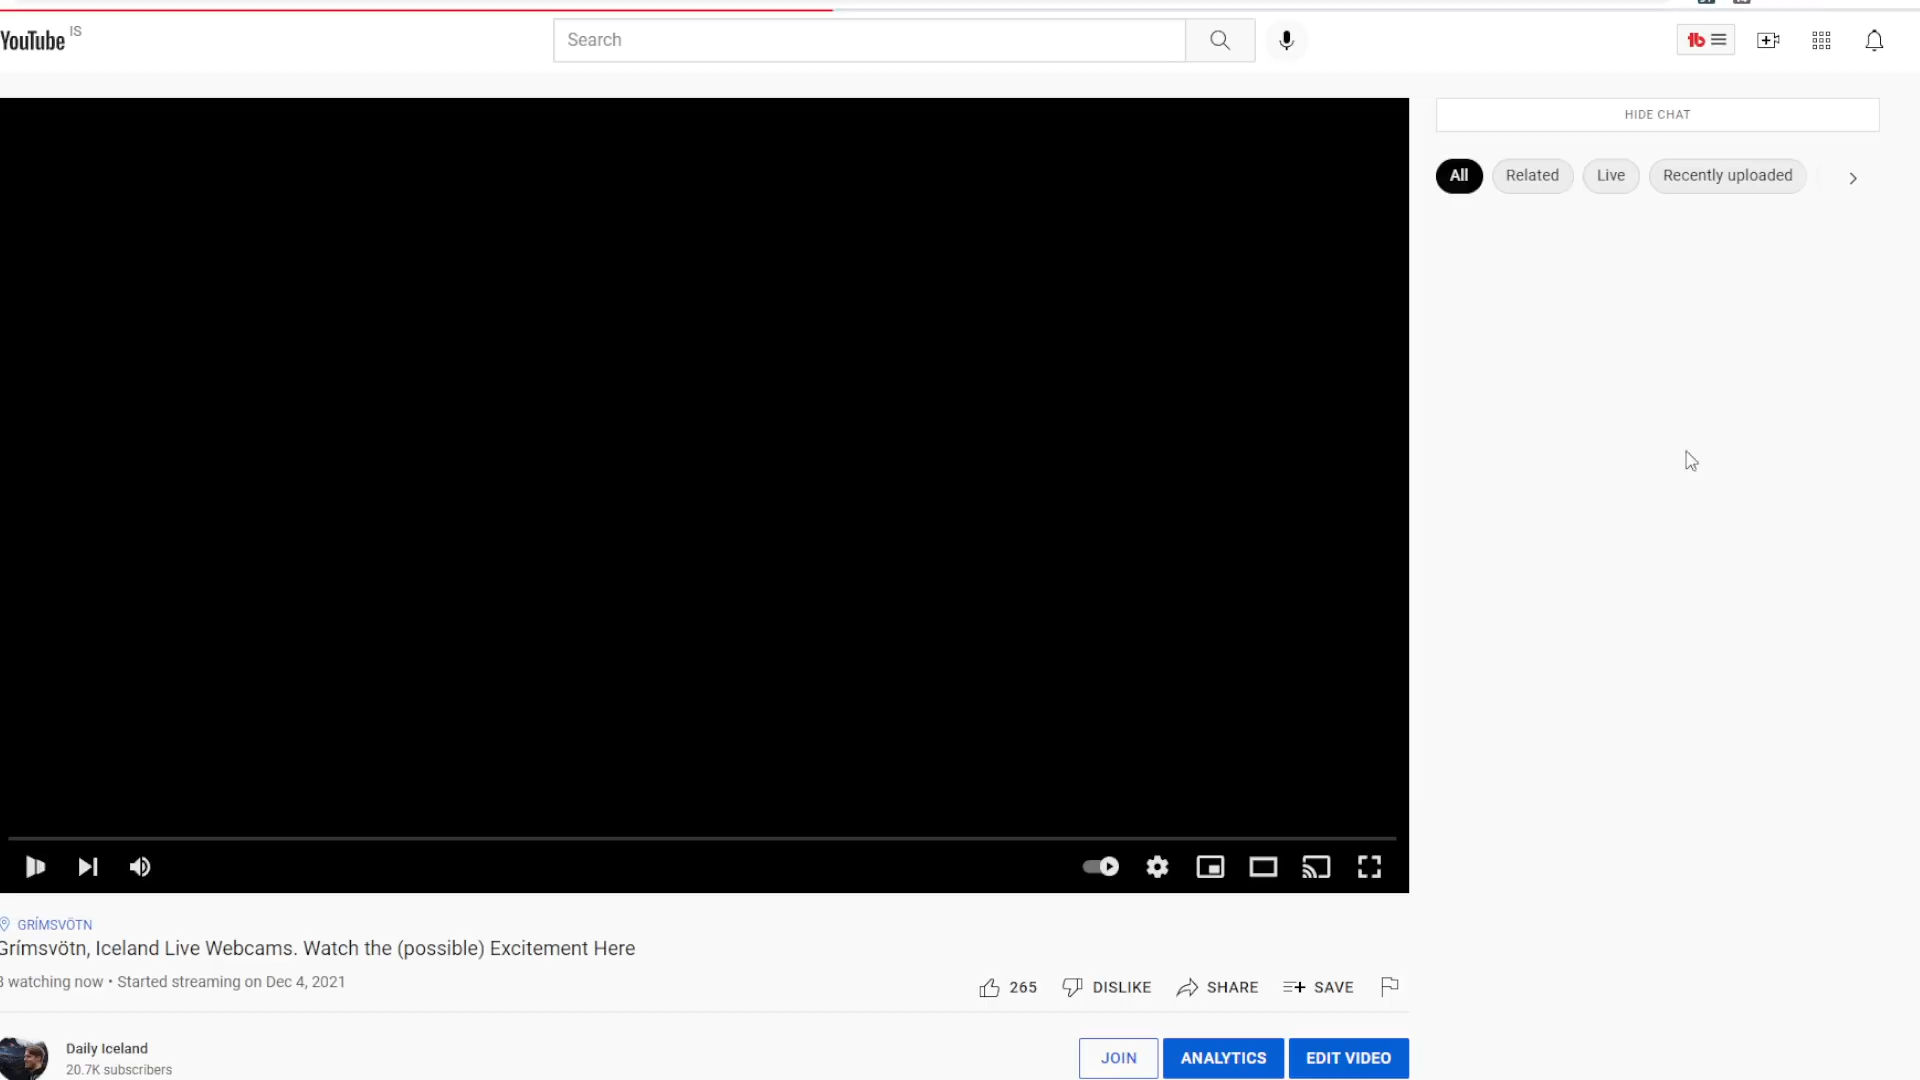 YouTube IS
Search
HIDE CHAT
All
Related
Live
Recently uploaded
GRÍMSVÖTN
Grímsvötn, Iceland Live Webcams. Watch the (possible) Excitement Here
watching now • Started streaming on Dec 4, 2021
265
DISLIKE
SHARE
SAVE
Daily Iceland
20.7K subscribers
JOIN
ANALYTICS
EDIT VIDEO